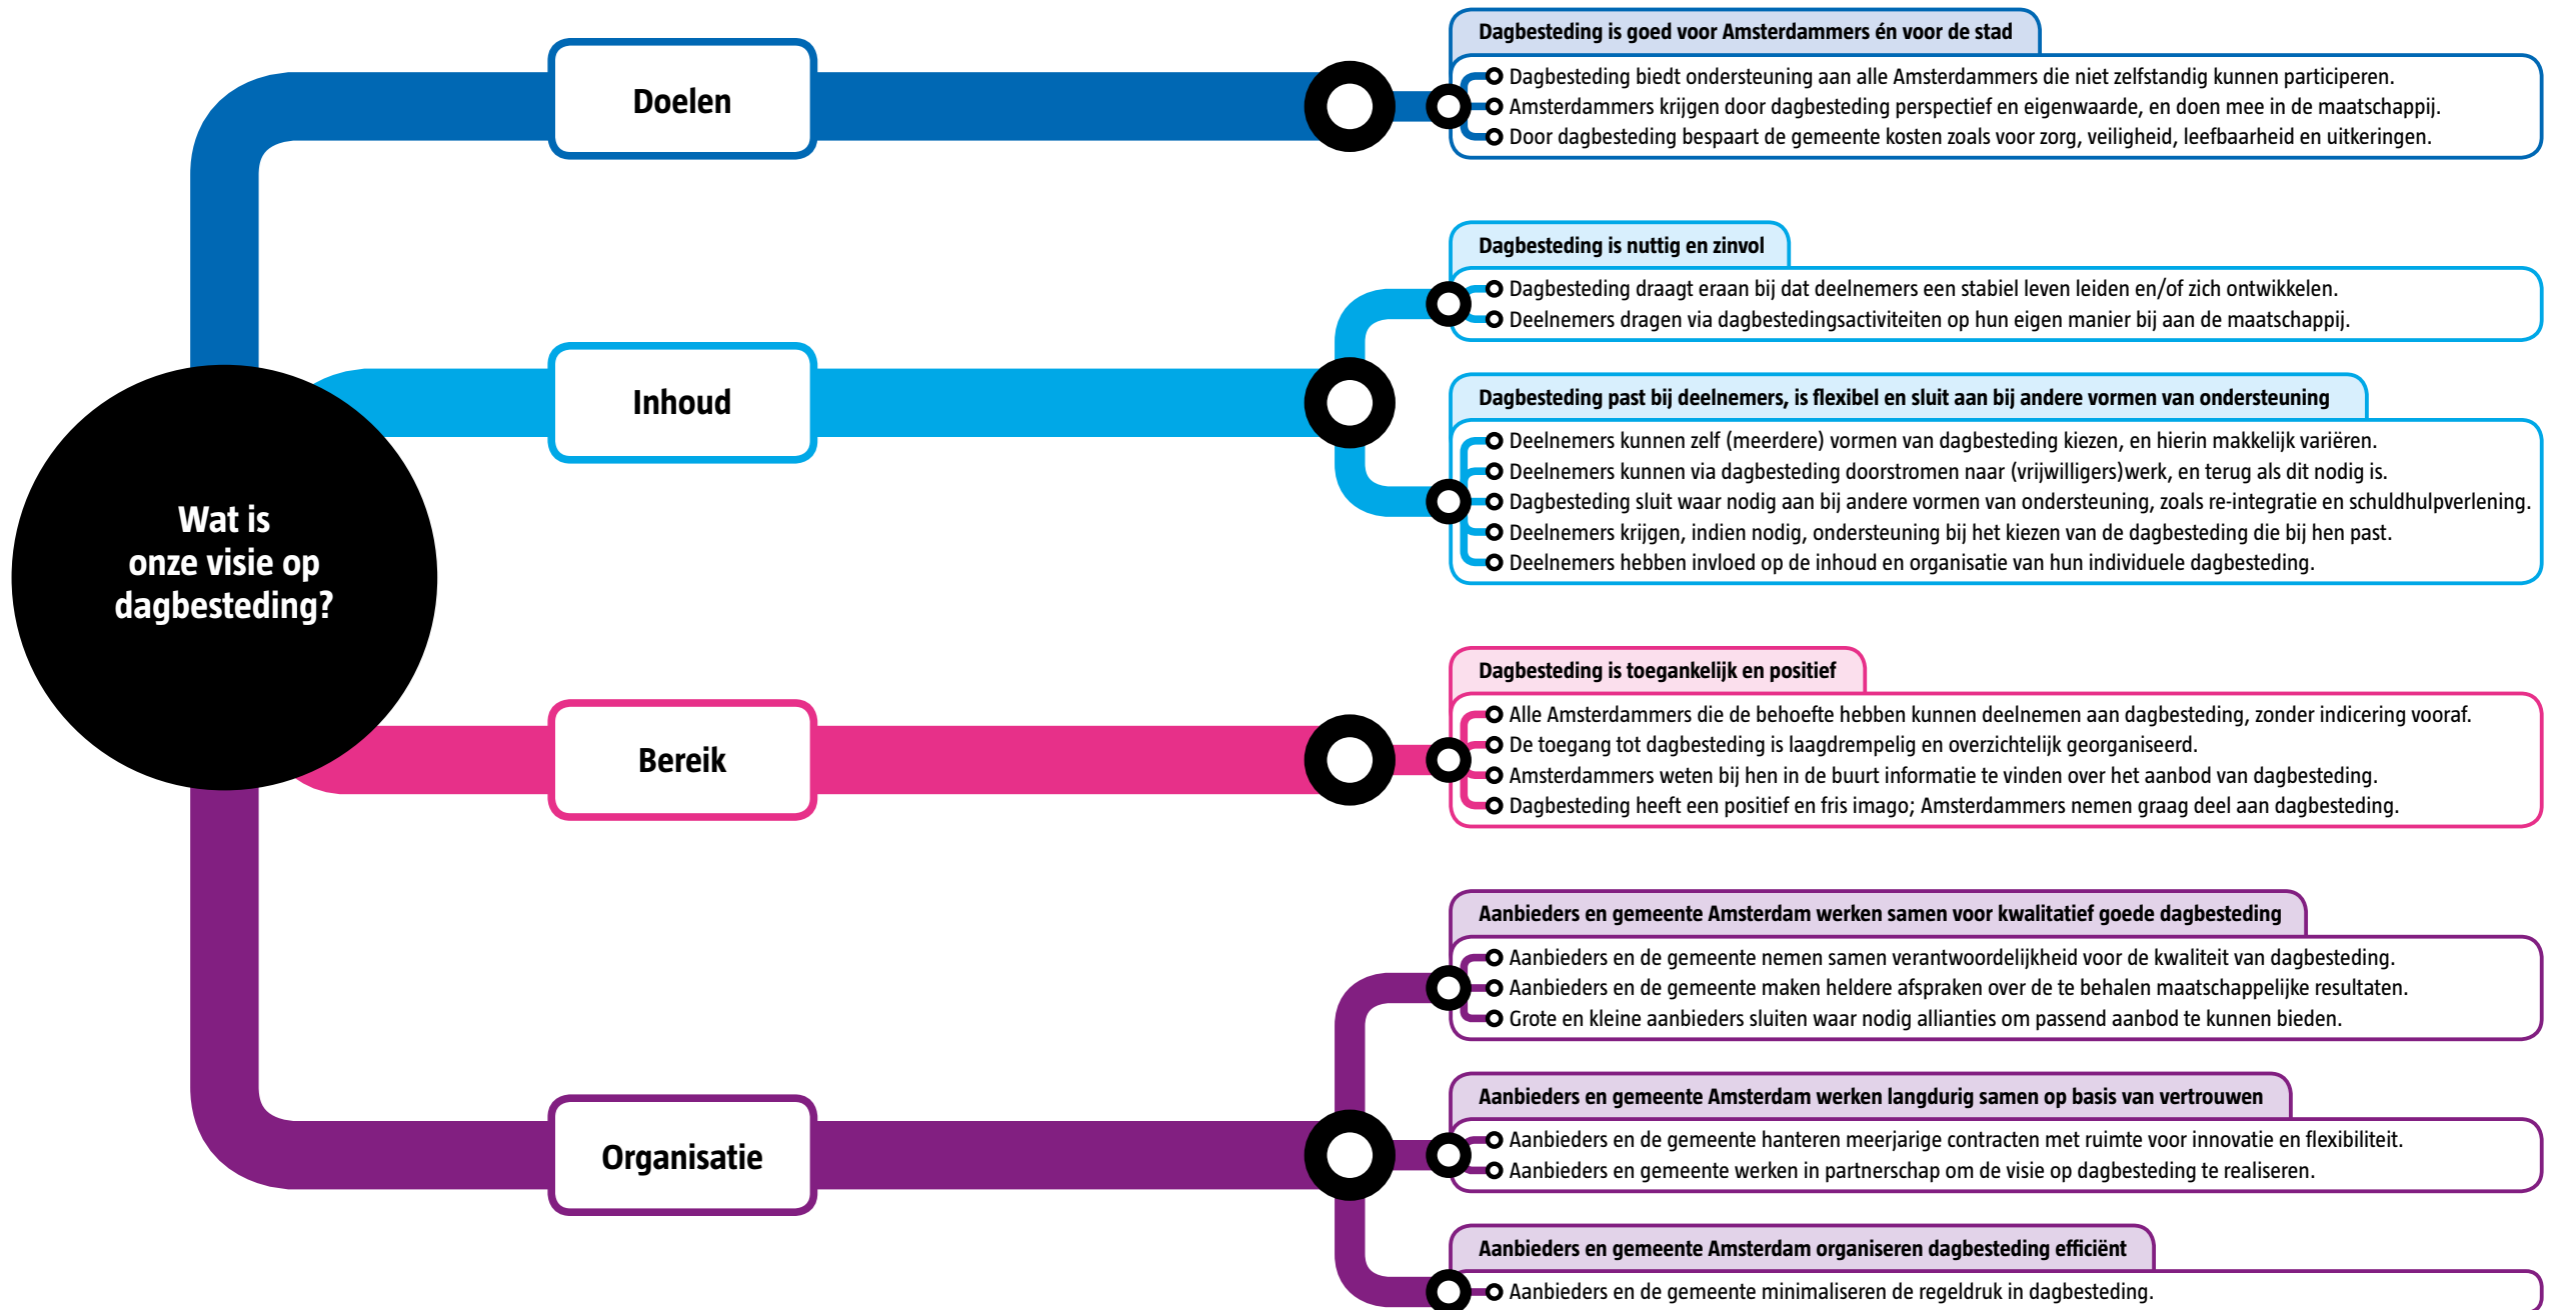 Wat is
onze visie op
dagbesteding?
Doelen
Dagbesteding is goed voor Amsterdammers én voor de stad
Dagbesteding biedt ondersteuning aan alle Amsterdammers die niet zelfstandig kunnen participeren.
Amsterdammers krijgen door dagbesteding perspectief en eigenwaarde, en doen mee in de maatschappij.
Door dagbesteding bespaart de gemeente kosten zoals voor zorg, veiligheid, leefbaarheid en uitkeringen.
Inhoud
Dagbesteding is nuttig en zinvol
Dagbesteding draagt eraan bij dat deelnemers een stabiel leven leiden en/of zich ontwikkelen.
Deelnemers dragen via dagbestedingsactiviteiten op hun eigen manier bij aan de maatschappij.
Dagbesteding past bij deelnemers, is flexibel en sluit aan bij andere vormen van ondersteuning
Deelnemers kunnen zelf (meerdere) vormen van dagbesteding kiezen, en hierin makkelijk variëren.
Deelnemers kunnen via dagbesteding doorstromen naar (vrijwilligers)werk, en terug als dit nodig is.
Dagbesteding sluit waar nodig aan bij andere vormen van ondersteuning, zoals re-integratie en schuldhulpverlening.
Deelnemers krijgen, indien nodig, ondersteuning bij het kiezen van de dagbesteding die bij hen past.
Deelnemers hebben invloed op de inhoud en organisatie van hun individuele dagbesteding.
Bereik
Dagbesteding is toegankelijk en positief
Alle Amsterdammers die de behoefte hebben kunnen deelnemen aan dagbesteding, zonder indicering vooraf.
De toegang tot dagbesteding is laagdrempelig en overzichtelijk georganiseerd.
Amsterdammers weten bij hen in de buurt informatie te vinden over het aanbod van dagbesteding.
Dagbesteding heeft een positief en fris imago; Amsterdammers nemen graag deel aan dagbesteding.
Organisatie
Aanbieders en gemeente Amsterdam werken samen voor kwalitatief goede dagbesteding
Aanbieders en de gemeente nemen samen verantwoordelijkheid voor de kwaliteit van dagbesteding.
Aanbieders en de gemeente maken heldere afspraken over de te behalen maatschappelijke resultaten.
Grote en kleine aanbieders sluiten waar nodig allianties om passend aanbod te kunnen bieden.
Aanbieders en gemeente Amsterdam werken langdurig samen op basis van vertrouwen
Aanbieders en de gemeente hanteren meerjarige contracten met ruimte voor innovatie en flexibiliteit.
Aanbieders en gemeente werken in partnerschap om de visie op dagbesteding te realiseren.
Aanbieders en gemeente Amsterdam organiseren dagbesteding efficiënt
Aanbieders en de gemeente minimaliseren de regeldruk in dagbesteding.